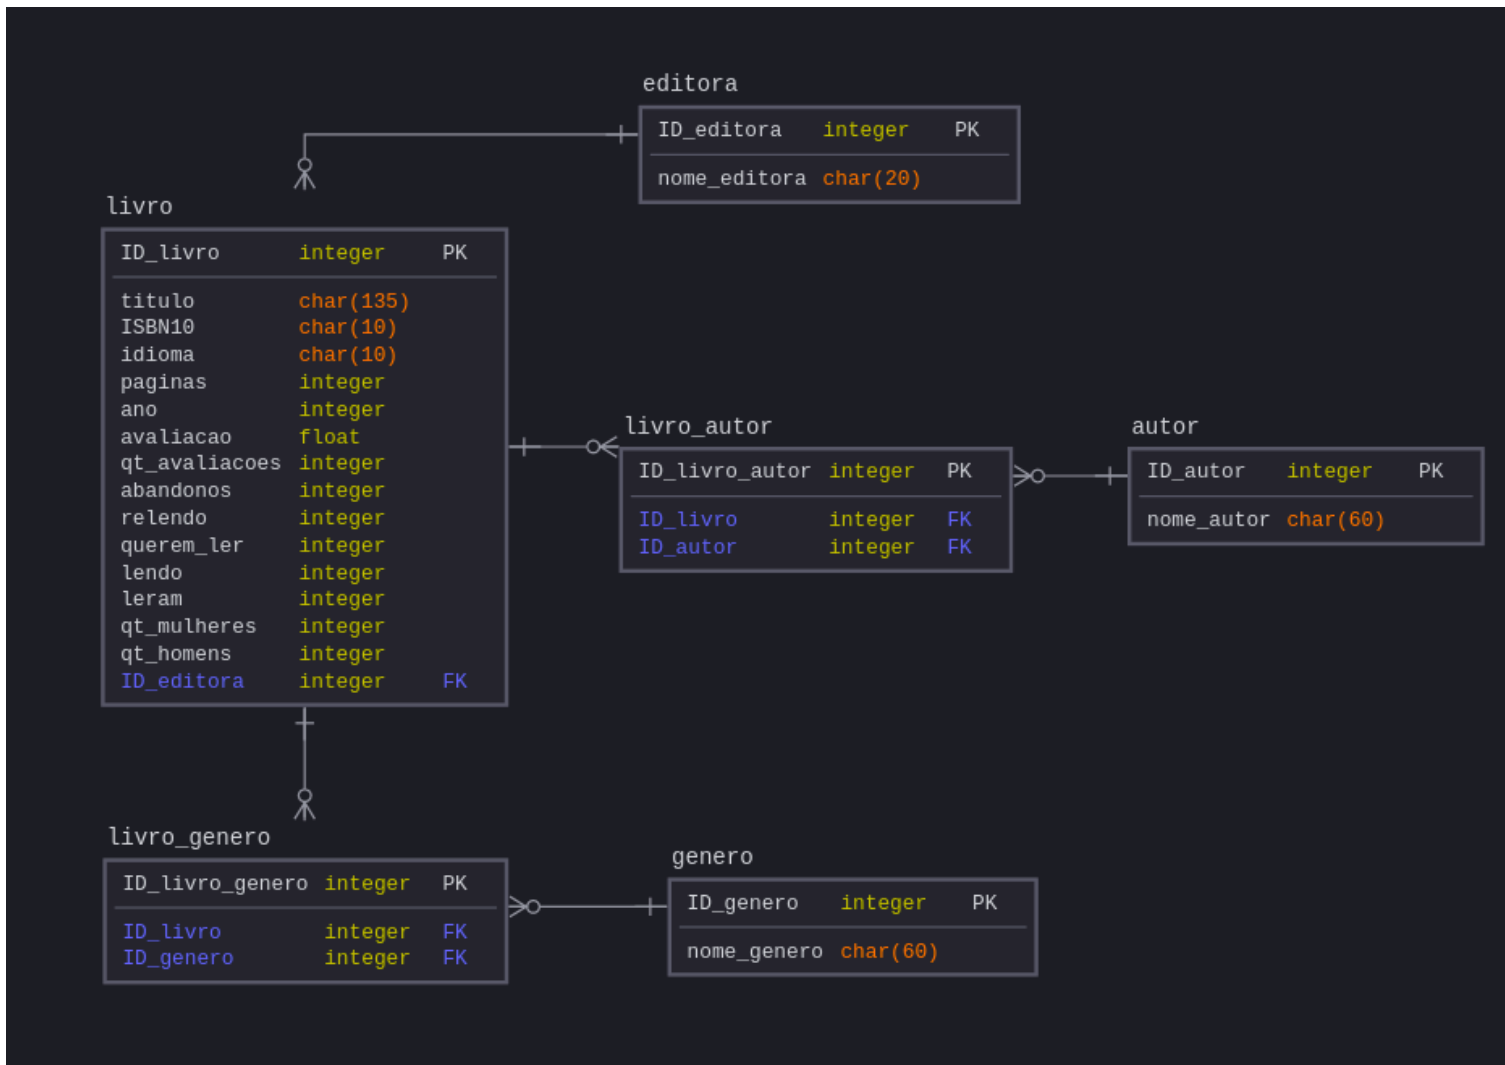 editora
ID_editora integer PK
nome_editora char(20)
livro
ID_livro integer PK
titulo char(135)
ISBN10 char(10)
idioma char(10)
paginas integer
ano integer
avaliacao float
qt_avaliacoes integer
abandonos integer
relendo integer
querem_ler integer
lendo integer
leram integer
qt_mulheres integer
qt_homens integer
ID_editora integer FK
livro_autor
ID_livro_autor integer PK
ID_livro integer FK
ID_autor integer FK
autor
ID_autor integer PK
nome_autor char(60)
livro_genero
ID_livro_genero integer PK
ID_livro integer FK
ID_genero integer FK
genero
ID_genero integer PK
nome_genero char(60)